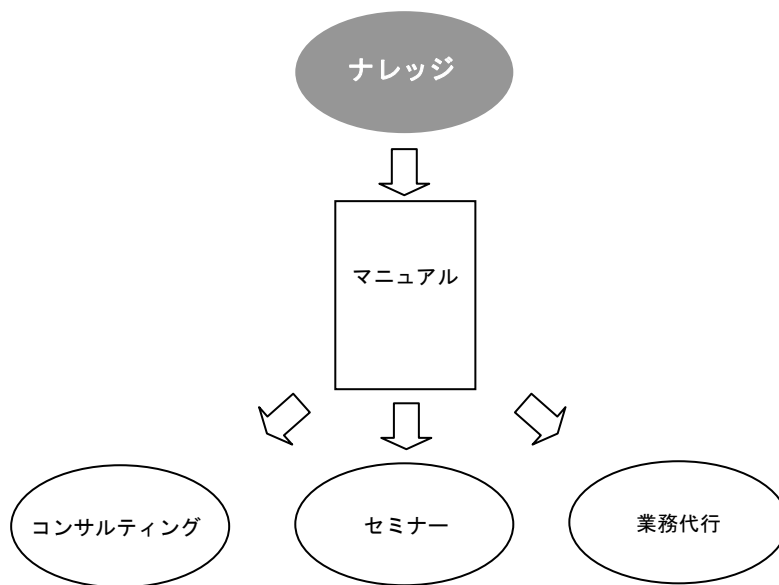 ナレッジ
マニュアル
コンサルティング
セミナー
業務代行